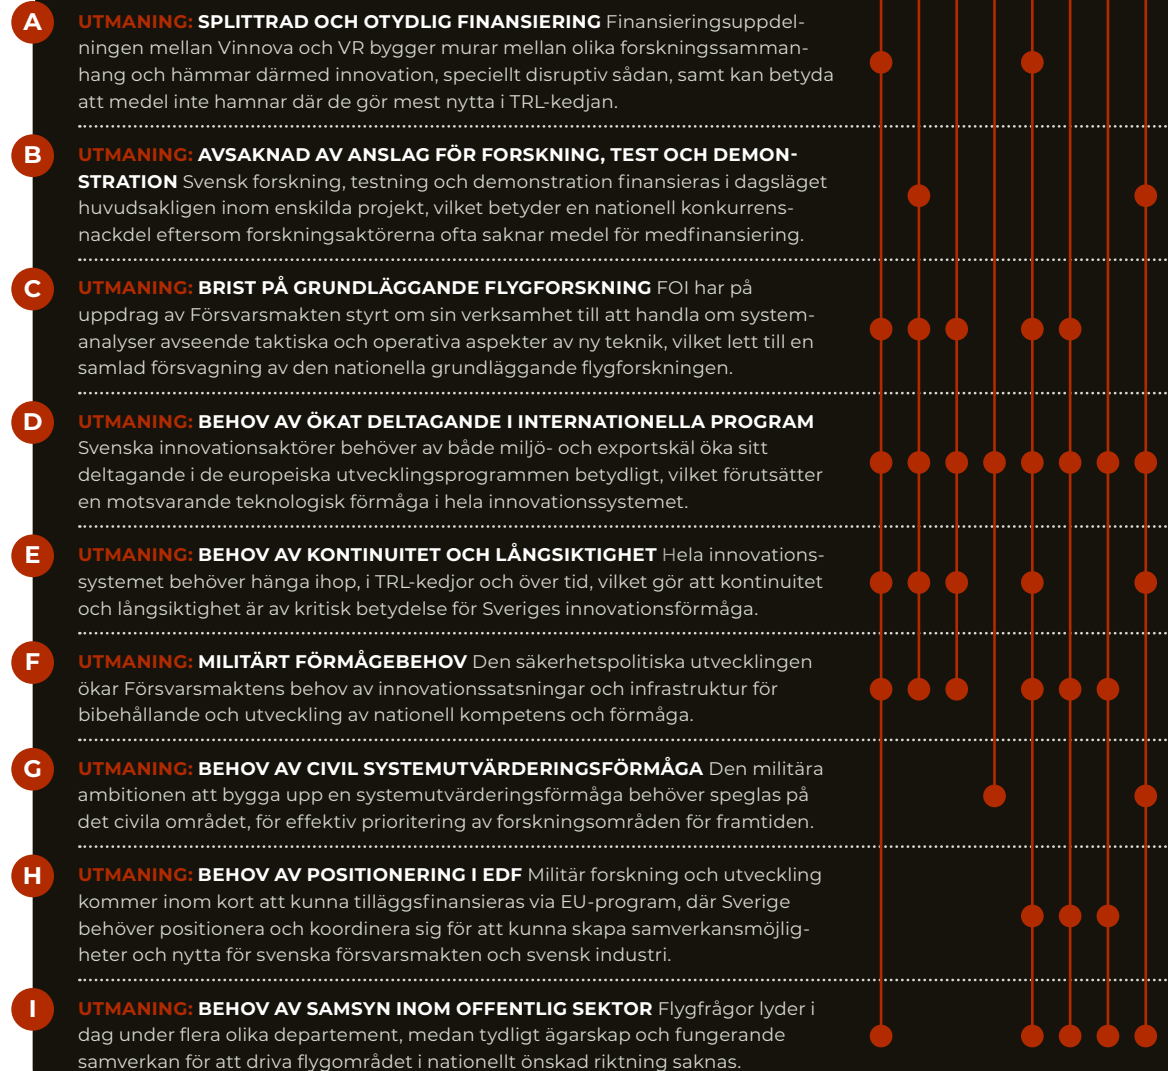 A
UTMANING: SPLITTRAD OCH OTYDLIG FINANSIERING Finansieringsuppdel-
ningen mellan Vinnova och VR bygger murar mellan olika forskningssamman-
hang och hämmar därmed innovation, speciellt disruptiv sådan, samt kan betyda
att medel inte hamnar där de gör mest nytta i TRL-kedjan.
B
UTMANING: AVSAKNAD AV ANSLAG FÖR FORSKNING, TEST OCH DEMON-
STRATION Svensk forskning, testning och demonstration finansieras i dagsläget
huvudsakligen inom enskilda projekt, vilket betyder en nationell konkurrens-
nackdel eftersom forskningsaktörerna ofta saknar medel för medfinansiering.
C
UTMANING: BRIST PÅ GRUNDLÄGGANDE FLYGFORSKNING FOI har på
uppdrag av Försvarsmakten styrt om sin verksamhet till att handla om system-
analyser avseende taktiska och operativa aspekter av ny teknik, vilket lett till en
samlad försvagning av den nationella grundläggande flygforskningen.
D
UTMANING: BEHOV AV ÖKAT DELTAGANDE I INTERNATIONELLA PROGRAM
Svenska innovationsaktörer behöver av både miljö- och exportskäl öka sitt
deltagande i de europeiska utvecklingsprogrammen betydligt, vilket förutsätter
en motsvarande teknologisk förmåga i hela innovationssystemet.
E
UTMANING: BEHOV AV KONTINUITET OCH LÅNGSIKTIGHET Hela innovations-
systemet behöver hänga ihop, i TRL-kedjor och över tid, vilket gör att kontinuitet
och långsiktighet är av kritisk betydelse för Sveriges innovationsförmåga.
F
UTMANING: MILITÄRT FÖRMÅGEBEHOV Den säkerhetspolitiska utvecklingen
ökar Försvarsmaktens behov av innovationssatsningar och infrastruktur för
bibehållande och utveckling av nationell kompetens och förmåga.
G
UTMANING: BEHOV AV CIVIL SYSTEMUTVÄRDERINGSFÖRMÅGA Den militära
ambitionen att bygga upp en systemutvärderingsförmåga behöver speglas på
det civila området, för effektiv prioritering av forskningsområden för framtiden.
H
UTMANING: BEHOV AV POSITIONERING I EDF Militär forskning och utveckling
kommer inom kort att kunna tilläggsfinansieras via EU-program, där Sverige
behöver positionera och koordinera sig för att kunna skapa samverkansmöjlig-
heter och nytta för svenska försvarsmakten och svensk industri.
I
UTMANING: BEHOV AV SAMSYN INOM OFFENTLIG SEKTOR Flygfrågor lyder i
dag under flera olika departement, medan tydligt ägarskap och fungerande
samverkan för att driva flygområdet i nationellt önskad riktning saknas.